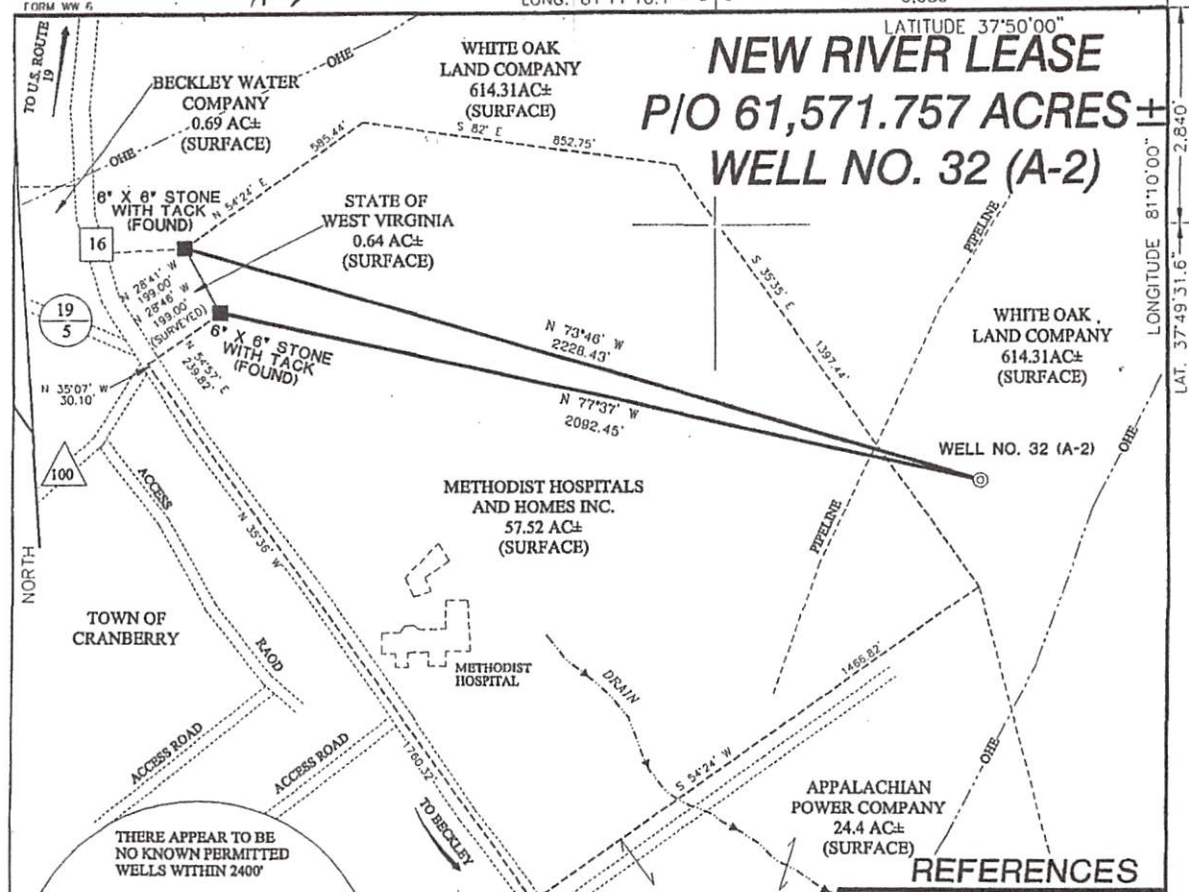 FORM WW 6
LATITUDE 37°50'00"
NEW RIVER LEASE
P/O 61,571.757 ACRES±
WELL NO. 32 (A-2)
TO U.S. ROUTE
19
BECKLEY WATER
COMPANY
0.69 AC±
(SURFACE)
OHE
OHE
WHITE OAK
LAND COMPANY
614.31AC±
(SURFACE)
N 54°24' E
595.44'
S 82° E
852.75'
6" X 6" STONE
WITH TACK
(FOUND)
16
STATE OF
WEST VIRGINIA
0.64 AC±
(SURFACE)
2,840'
LONGITUDE 81°10'00"
LAT. 37°49'31.6"
PIPELINE
S 35°35' E
1397.44'
N 28°41' W
199.00'
N 28°46' W
199.00'
(SURVEYED)
19
5
6" X 6" STONE
WITH TACK
(FOUND)
N 54°57' E
239.82'
N 35°07' W
30.10'
N 73°46' W
2228.43'
N 77°37' W
2092.45'
WHITE OAK
LAND COMPANY
614.31AC±
(SURFACE)
WELL NO. 32 (A-2)
OHE
100
ACCESS
RAOD
N 35°36' W
1760.32'
METHODIST HOSPITALS
AND HOMES INC.
57.52 AC±
(SURFACE)
PIPELINE
NORTH
TOWN OF
CRANBERRY
METHODIST
HOSPITAL
DRAIN
1466.82'
S 54°24' W
OHE
ACCESS ROAD
ACCESS ROAD
TO BECKLEY
APPALACHIAN
POWER COMPANY
24.4 AC±
(SURFACE)
THERE APPEAR TO BE
NO KNOWN PERMITTED
WELLS WITHIN 2400'
REFERENCES